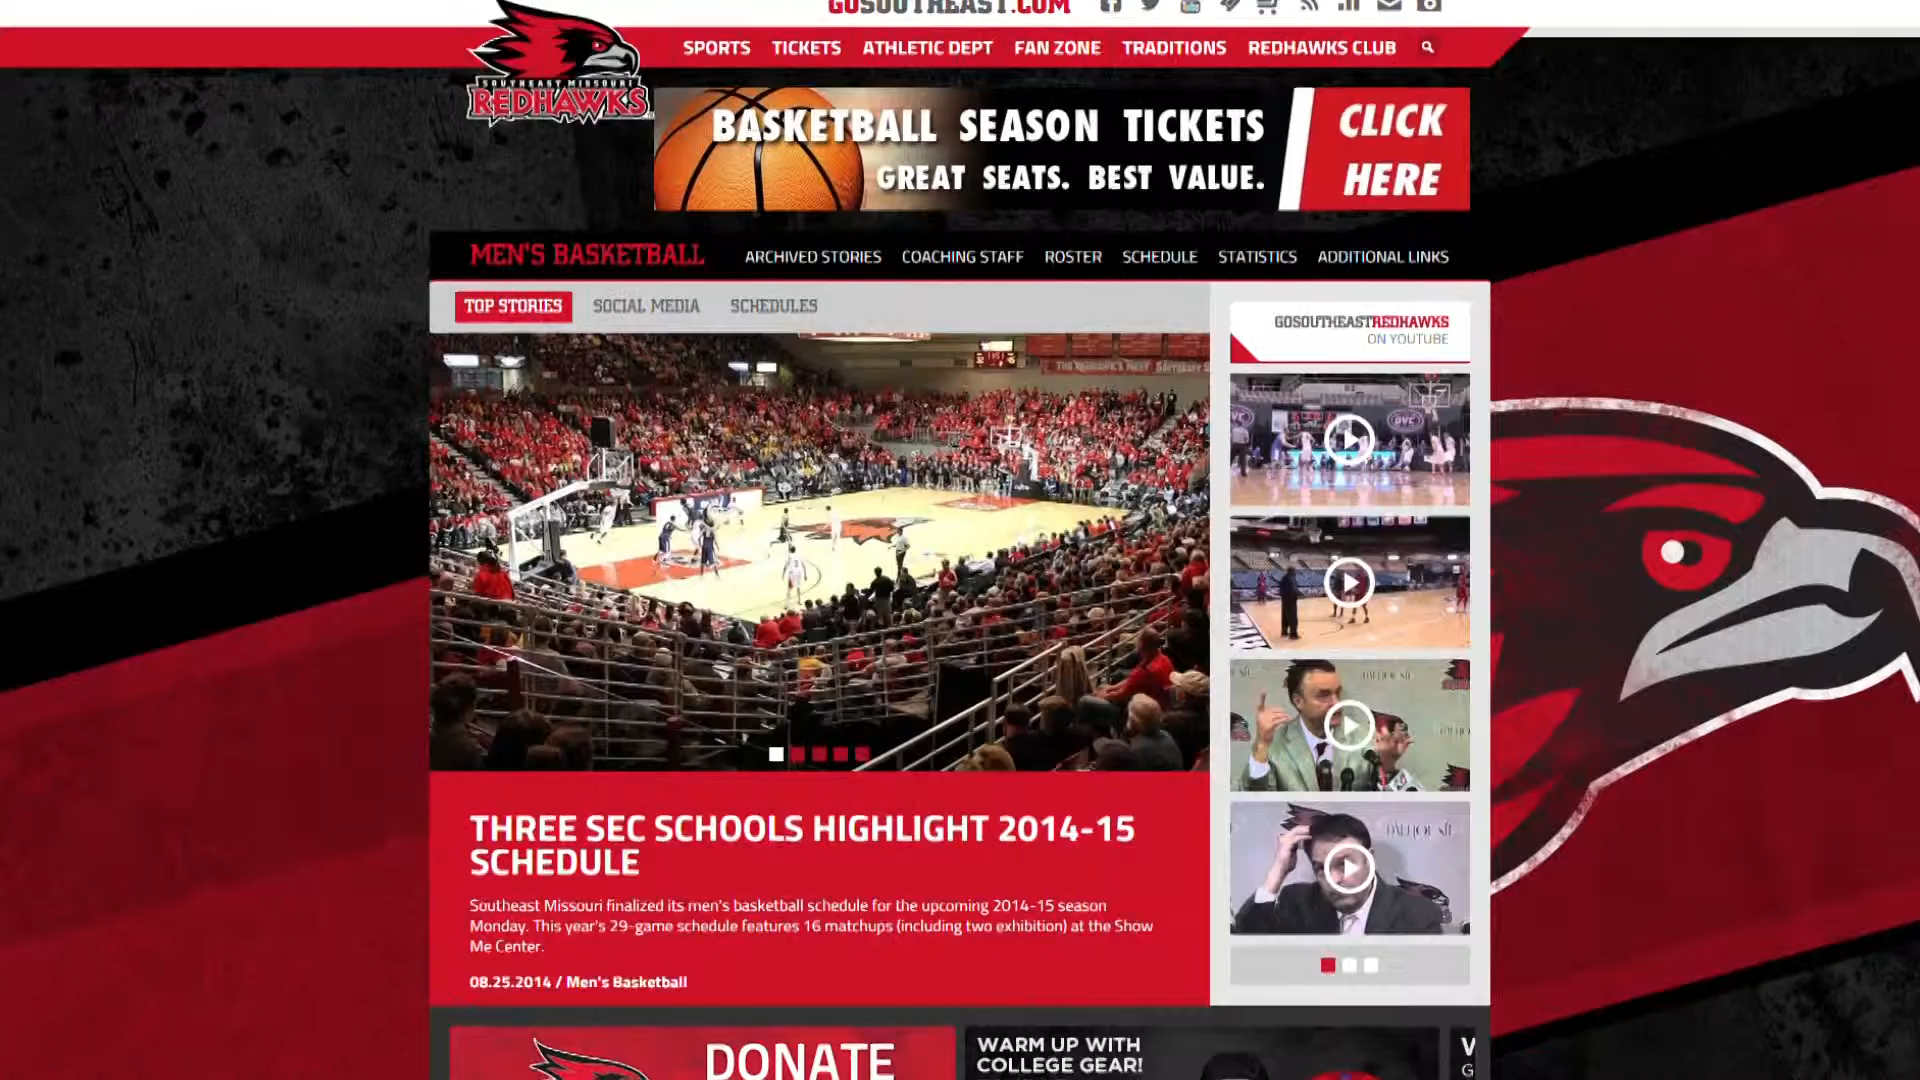 GOSOUTHEAST.COM
SPORTS TICKETS ATHLETIC DEPT FAN ZONE TRADITIONS REDHAWKS CLUB
SOUTHEAST MISSOURI
REDHAWKS
BASKETBALL SEASON TICKETS
GREAT SEATS. BEST VALUE.
CLICK
HERE
MEN'S BASKETBALL ARCHIVED STORIES COACHING STAFF ROSTER SCHEDULE STATISTICS ADDITIONAL LINKS
TOP STORIES SOCIAL MEDIA SCHEDULES
GOSOUTHEASTREDHAWKS
ON YOUTUBE
OVC
THREE SEC SCHOOLS HIGHLIGHT 2014-15
SCHEDULE
Southeast Missouri finalized its men's basketball schedule for the upcoming 2014-15 season
Monday. This year's 29-game schedule features 16 matchups (including two exhibition) at the Show
Me Center.
08.25.2014 / Men's Basketball
DONATE
WARM UP WITH
COLLEGE GEAR!